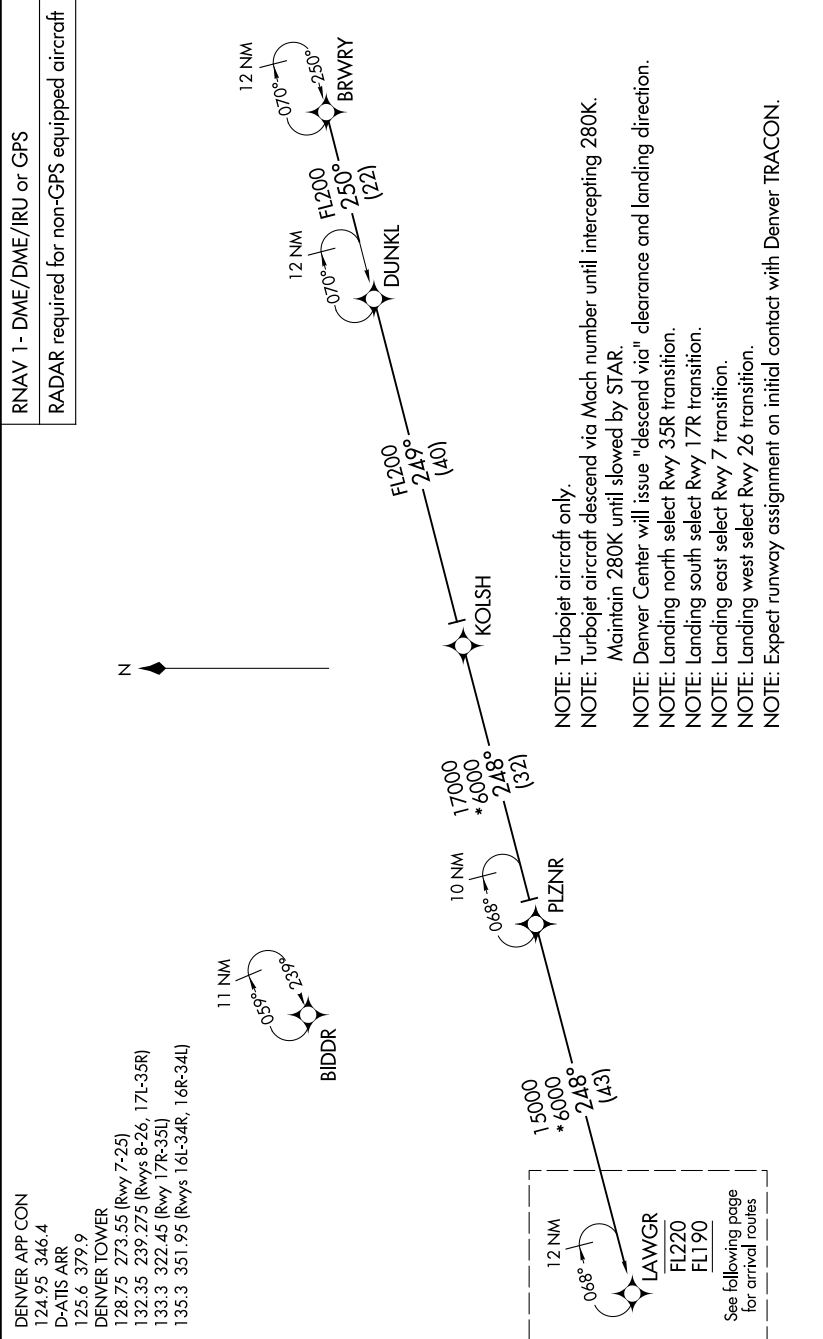 RNAV 1 - DME/DME/IRU or GPS
RADAR required for non-GPS equipped aircraft
DENVER APP CON
124.95 346.4
D-ATIS ARR
125.6 379.9
DENVER TOWER
128.75 273.55 (Rwy 7-25)
132.35 239.275 (Rwys 8-26, 17L-35R)
133.3 322.45 (Rwy 17R-35L)
135.3 351.95 (Rwys 16L-34R, 16R-34L)
N
12 NM
070°
250°
BRWRY
FL200
250°
(22)
12 NM
070°
DUNKL
FL200
249°
(40)
KOLSH
17000
*6000
248°
(32)
10 NM
068°
PLZNR
11 NM
059°
239°
BIDDR
15000
*6000
248°
(43)
12 NM
068°
LAWGR
FL220
FL190
See following page
for arrival routes
NOTE: Turbojet aircraft only.
NOTE: Turbojet aircraft descend via Mach number until intercepting 280K.
Maintain 280K until slowed by STAR.
NOTE: Denver Center will issue "descend via" clearance and landing direction.
NOTE: Landing north select Rwy 35R transition.
NOTE: Landing south select Rwy 17R transition.
NOTE: Landing east select Rwy 7 transition.
NOTE: Landing west select Rwy 26 transition.
NOTE: Expect runway assignment on initial contact with Denver TRACON.